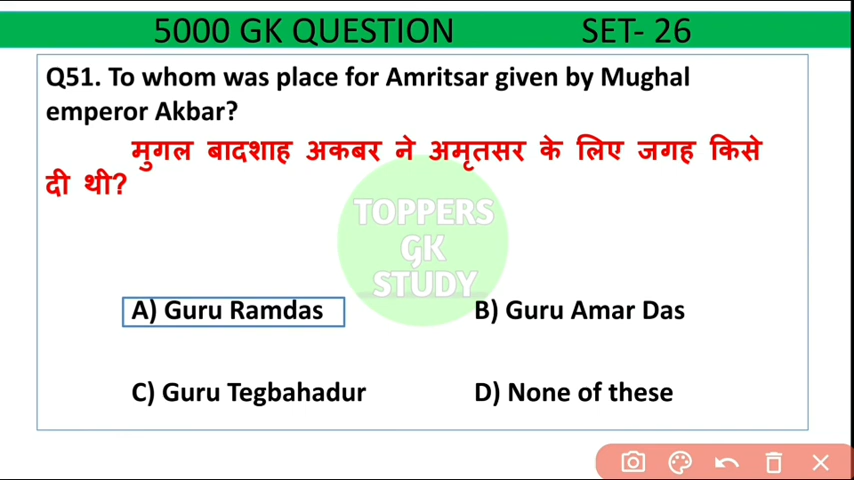 5000 GK QUESTION SET- 26
Q51. To whom was place for Amritsar given by Mughal
emperor Akbar?
मुगल बादशाह अकबर ने अमृतसर के लिए जगह किसे
दी थी?
TOPPERS
GK
STUDY
A) Guru Ramdas B) Guru Amar Das
C) Guru Tegbahadur D) None of these